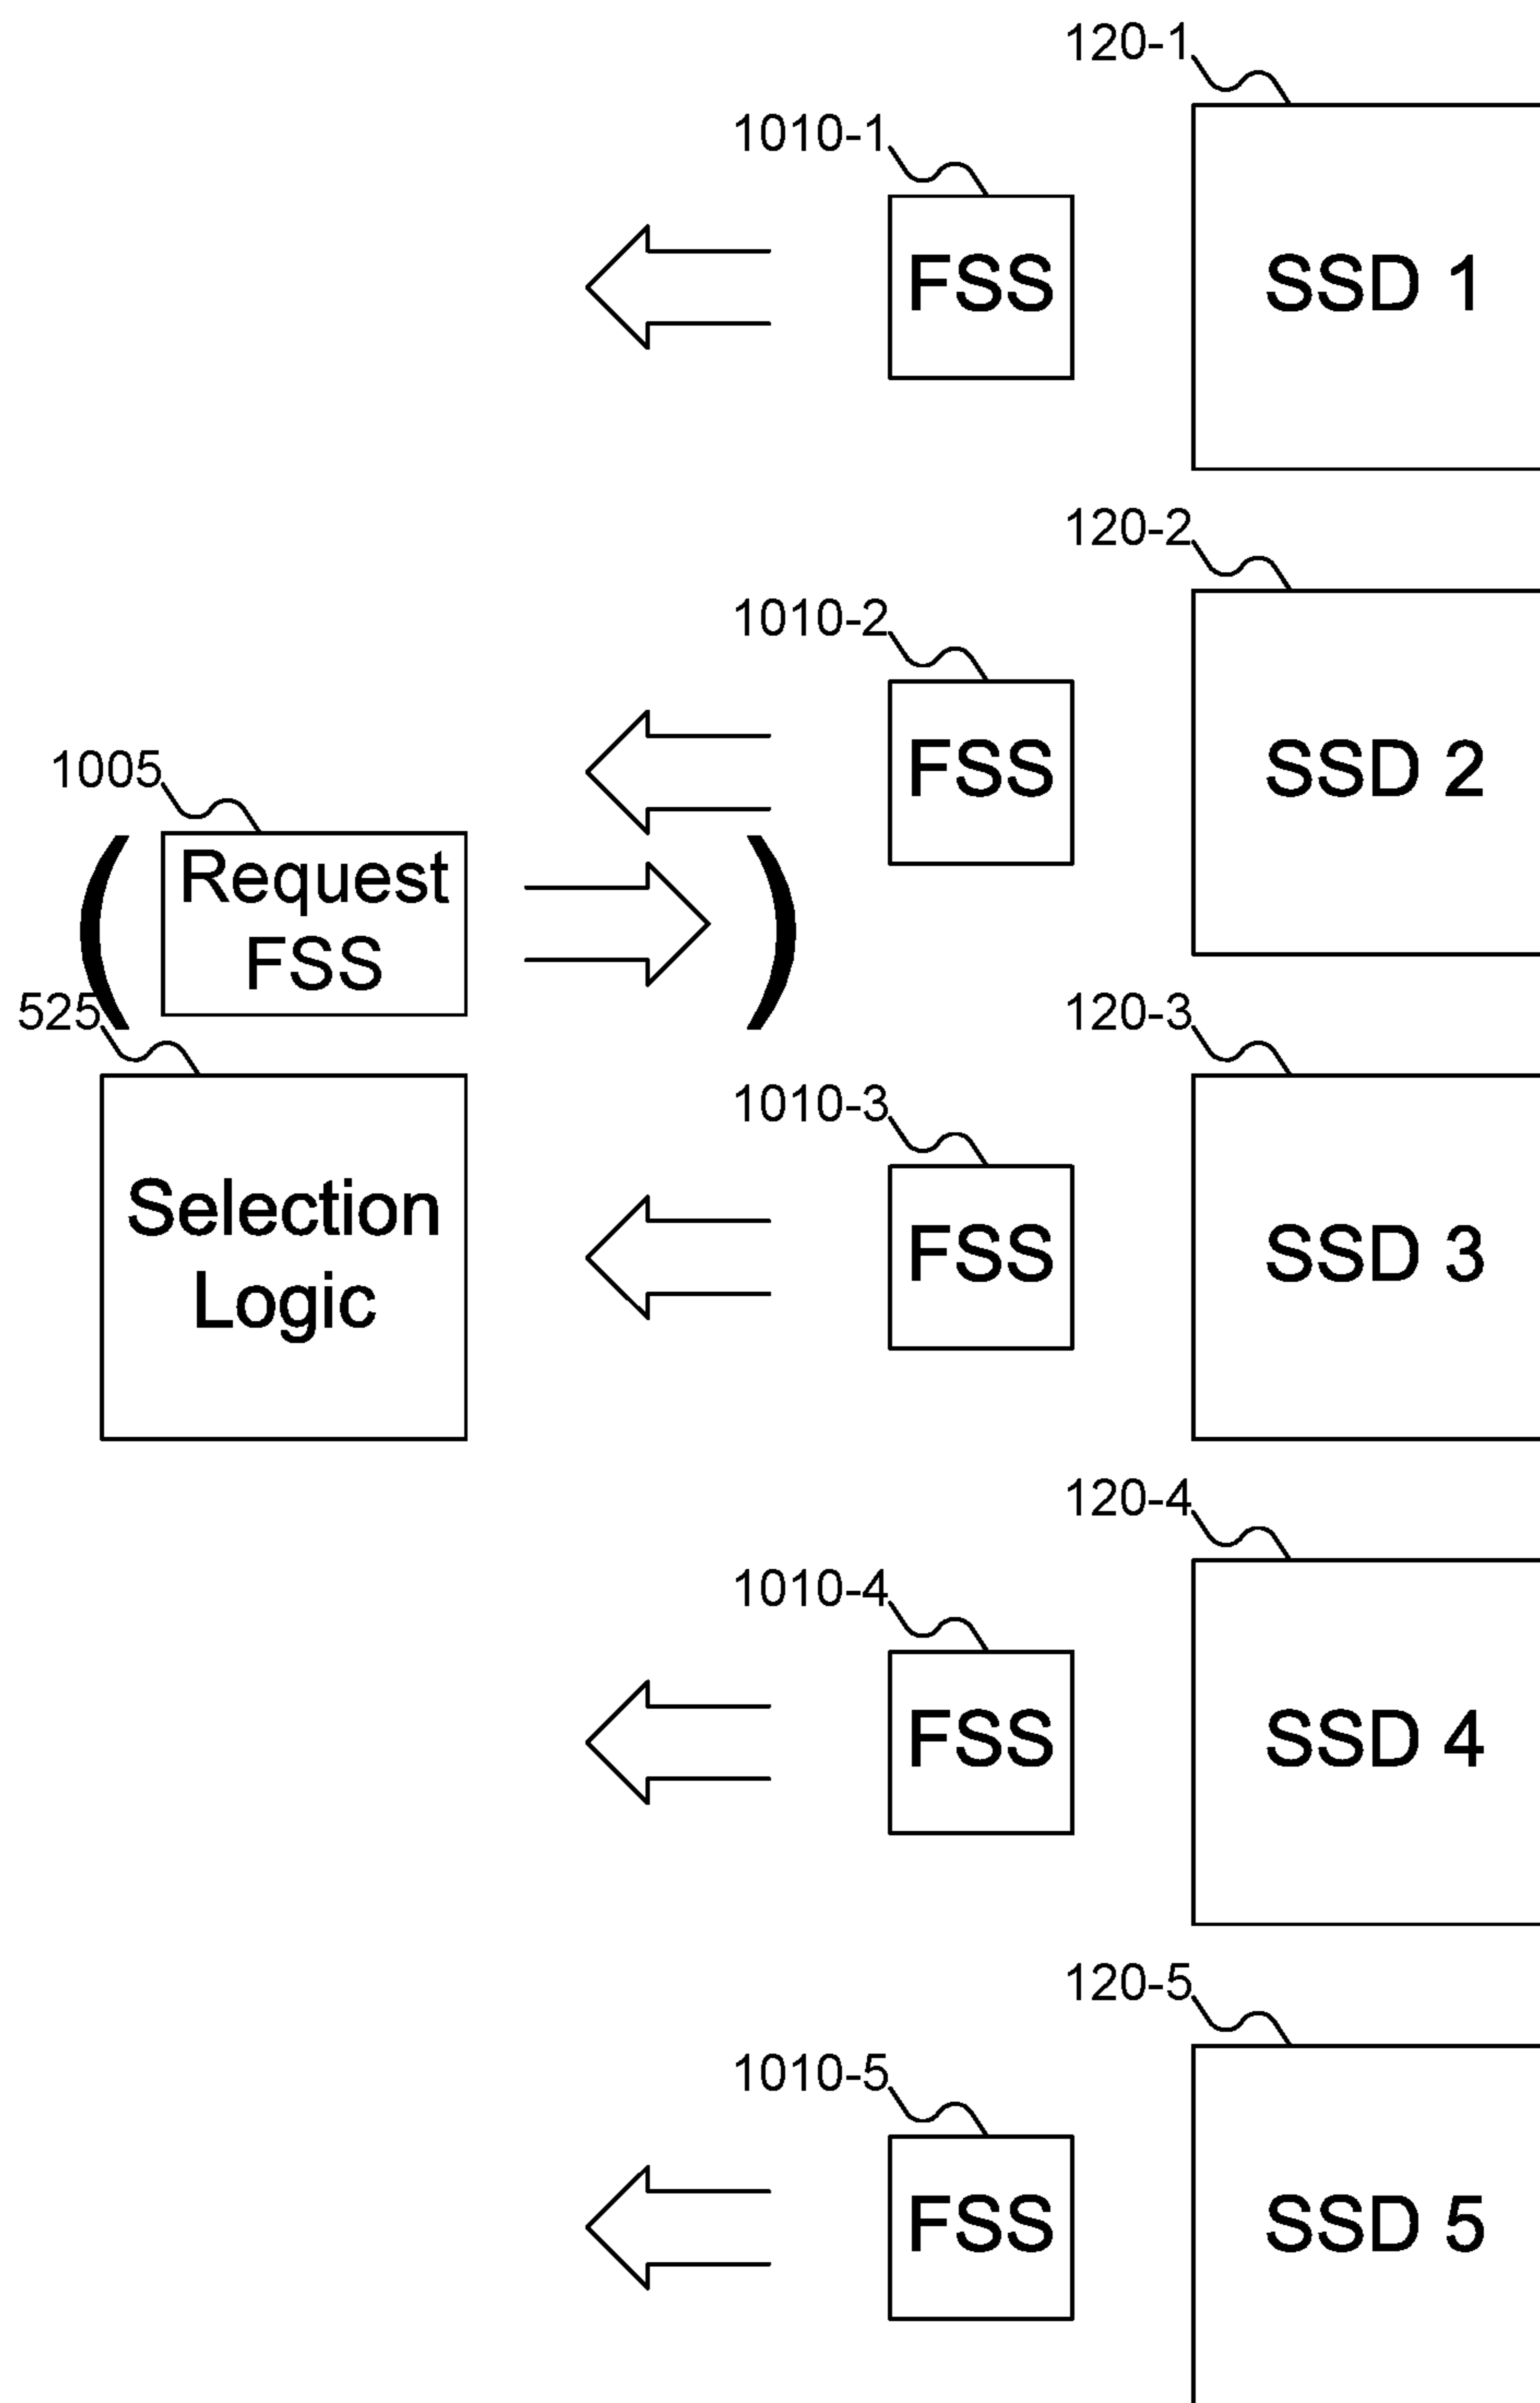 120-1
1010-1
FSS
SSD 1
120-2
1010-2
FSS
SSD 2
1005
(
Request
FSS
)
525
Selection
Logic
120-3
1010-3
FSS
SSD 3
120-4
1010-4
FSS
SSD 4
120-5
1010-5
FSS
SSD 5